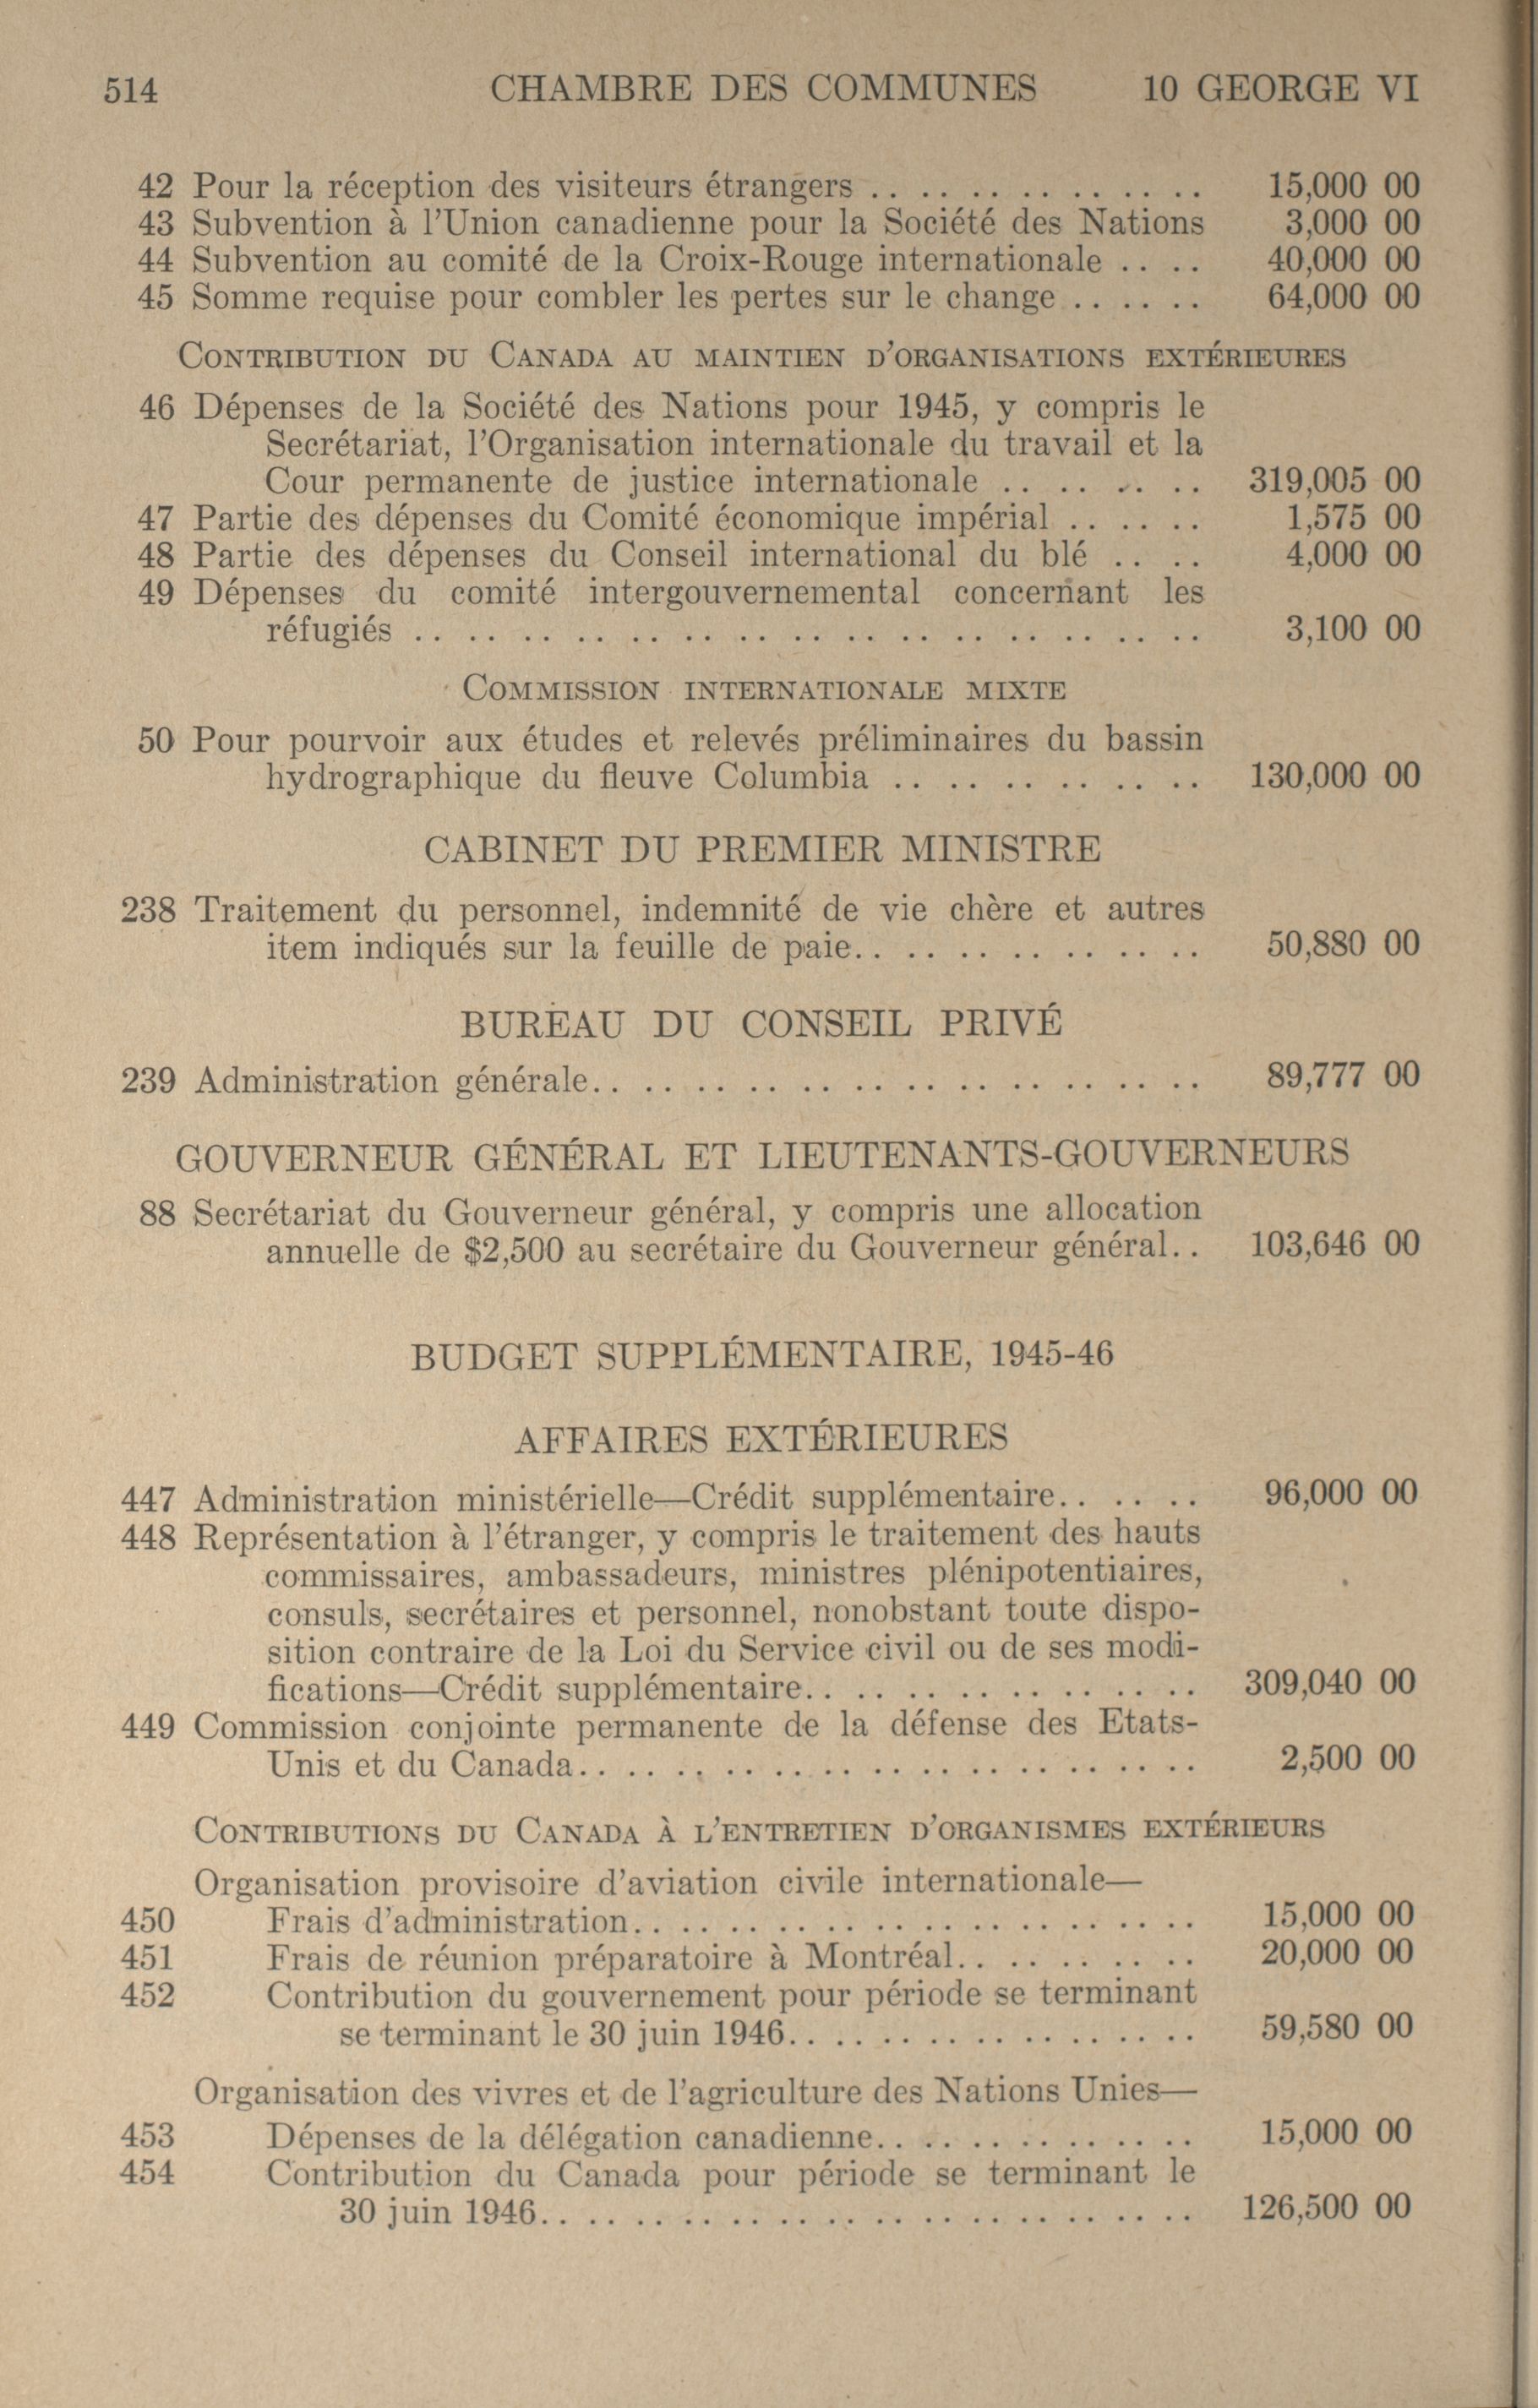 514 CHAMBRE DES COMMUNES 10 GEORGE VI
42 Pour la réception des visiteurs étrangers .. .. .. .. .. .. .. 15,000 00
43 Subvention à l'Union canadienne pour la Société des Nations 3,000 00
44 Subvention au comité de la Croix-Rouge internationale .. .. 40,000 00
45 Somme requise pour combler les pertes sur le change .. .. .. 64,000 00
CONTRIBUTION DU CANADA AU MAINTIEN D'ORGANISATIONS EXTÉRIEURES
46 Dépenses de la Société des Nations pour 1945, y compris le
Secrétariat, l'Organisation internationale du travail et la
Cour permanente de justice internationale .. .. .. .. 319,005 00
47 Partie des dépenses du Comité économique impérial .. .. .. 1,575 00
48 Partie des dépenses du Conseil international du blé .. .. 4,000 00
49 Dépenses du comité intergouvernemental concernant les
réfugiés .. .. .. .. .. .. .. .. .. .. .. .. .. .. .. 3,100 00
COMMISSION INTERNATIONALE MIXTE
50 Pour pourvoir aux études et relevés préliminaires du bassin
hydrographique du fleuve Columbia .. .. .. .. .. .. 130,000 00
CABINET DU PREMIER MINISTRE
238 Traitement du personnel, indemnité de vie chère et autres
item indiqués sur la feuille de paie.. .. .. .. .. .. .. 50,880 00
BUREAU DU CONSEIL PRIVÉ
239 Administration générale.. .. .. .. .. .. .. .. .. .. .. .. 89,777 00
GOUVERNEUR GÉNÉRAL ET LIEUTENANTS-GOUVERNEURS
88 Secrétariat du Gouverneur général, y compris une allocation
annuelle de $2,500 au secrétaire du Gouverneur général.. 103,646 00
BUDGET SUPPLÉMENTAIRE, 1945-46
AFFAIRES EXTÉRIEURES
447 Administration ministérielle—Crédit supplémentaire.. .. .. 96,000 00
448 Représentation à l'étranger, y compris le traitement des hauts
commissaires, ambassadeurs, ministres plénipotentiaires,
consuls, secrétaires et personnel, nonobstant toute dispo-
sition contraire de la Loi du Service civil ou de ses modi-
fications—Crédit supplémentaire.. .. .. .. .. .. .. .. 309,040 00
449 Commission conjointe permanente de la défense des Etats-
Unis et du Canada.. .. .. .. .. .. .. .. .. .. .. .. .. 2,500 00
CONTRIBUTIONS DU CANADA À L'ENTRETIEN D'ORGANISMES EXTÉRIEURS
Organisation provisoire d'aviation civile internationale—
450 Frais d'administration.. .. .. .. .. .. .. .. .. .. .. .. 15,000 00
451 Frais de réunion préparatoire à Montréal.. .. .. .. .. 20,000 00
452 Contribution du gouvernement pour période se terminant
se terminant le 30 juin 1946.. .. .. .. .. .. .. .. .. 59,580 00
Organisation des vivres et de l'agriculture des Nations Unies—
453 Dépenses de la délégation canadienne.. .. .. .. .. .. .. 15,000 00
454 Contribution du Canada pour période se terminant le
30 juin 1946.. .. .. .. .. .. .. .. .. .. .. .. .. .. 126,500 00